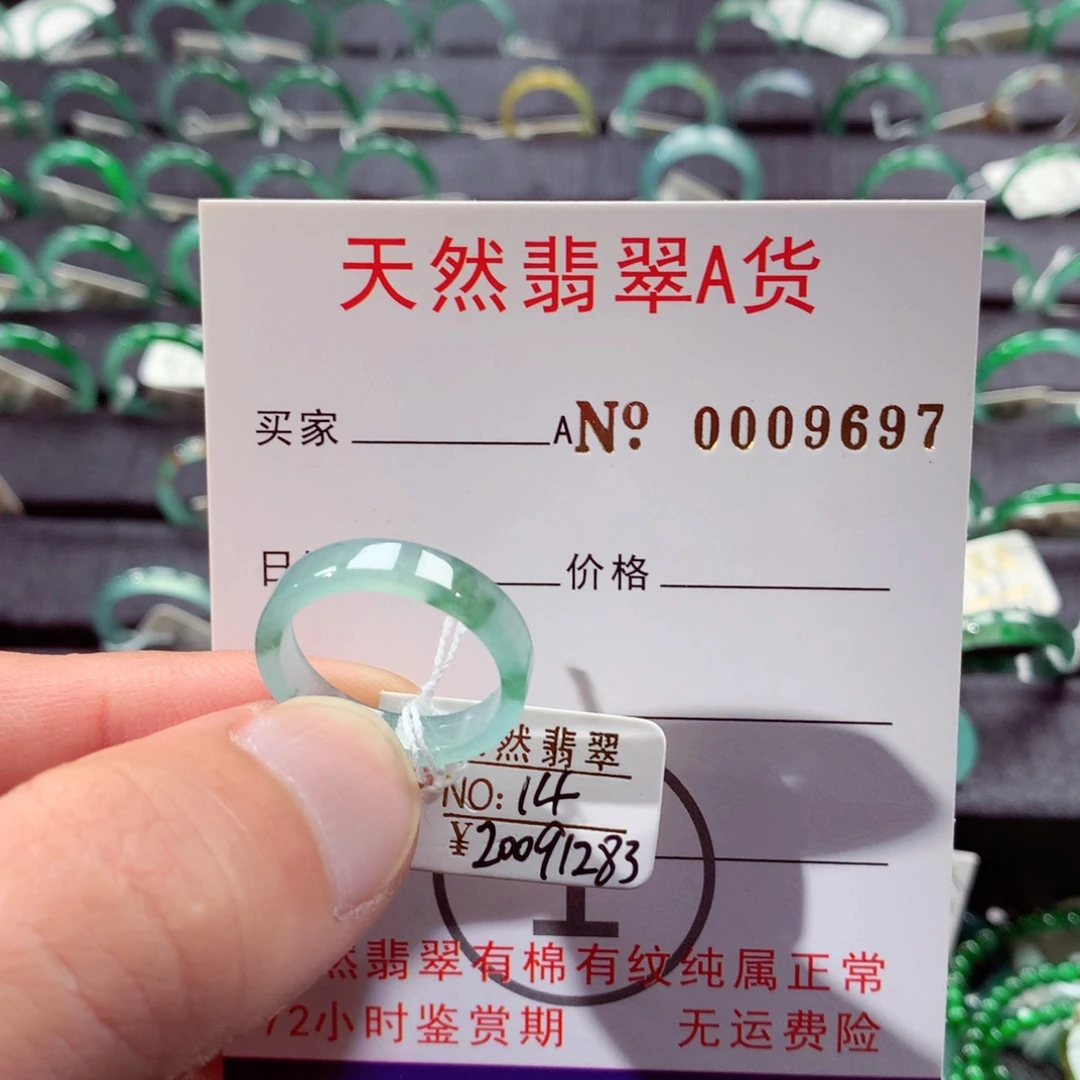 天然翡翠A货
买家 A№ 0009697
日 价格
然翡翠
NO: 14
¥20091283
然翡翠有棉有纹纯属正常
72小时鉴赏期 无运费险